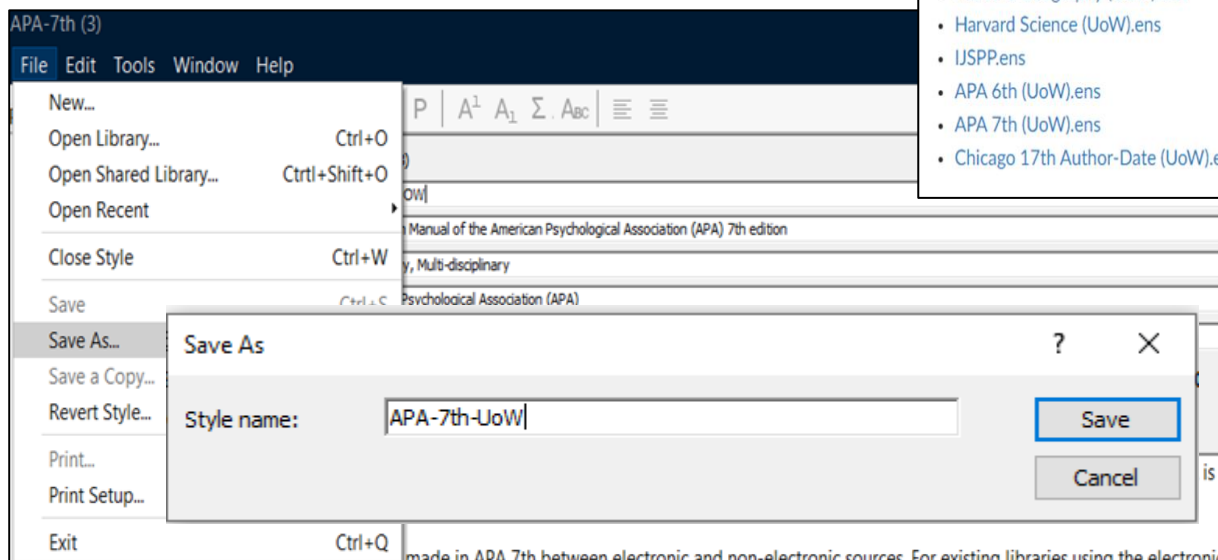 APA-7th (3)
File Edit Tools Window Help
New...
Open Library... Ctrl+O
Open Shared Library... Ctrtl+Shift+O
Open Recent
Close Style Ctrl+W
Save Ctrl+S
Save As...
Save a Copy...
Revert Style...
Print...
Print Setup...
Exit Ctrl+Q
P A1 A1 Σ. ABC
OW
Manual of the American Psychological Association (APA) 7th edition
y, Multi-disciplinary
Psychological Association (APA)
• Harvard Science (UoW).ens
• IJSPP.ens
• APA 6th (UoW).ens
• APA 7th (UoW).ens
• Chicago 17th Author-Date (UoW).e
Save As ?
Style name: APA-7th-UoW Save
Cancel
is
made in APA 7th between electronic and non-electronic sources. For existing libraries using the electronic